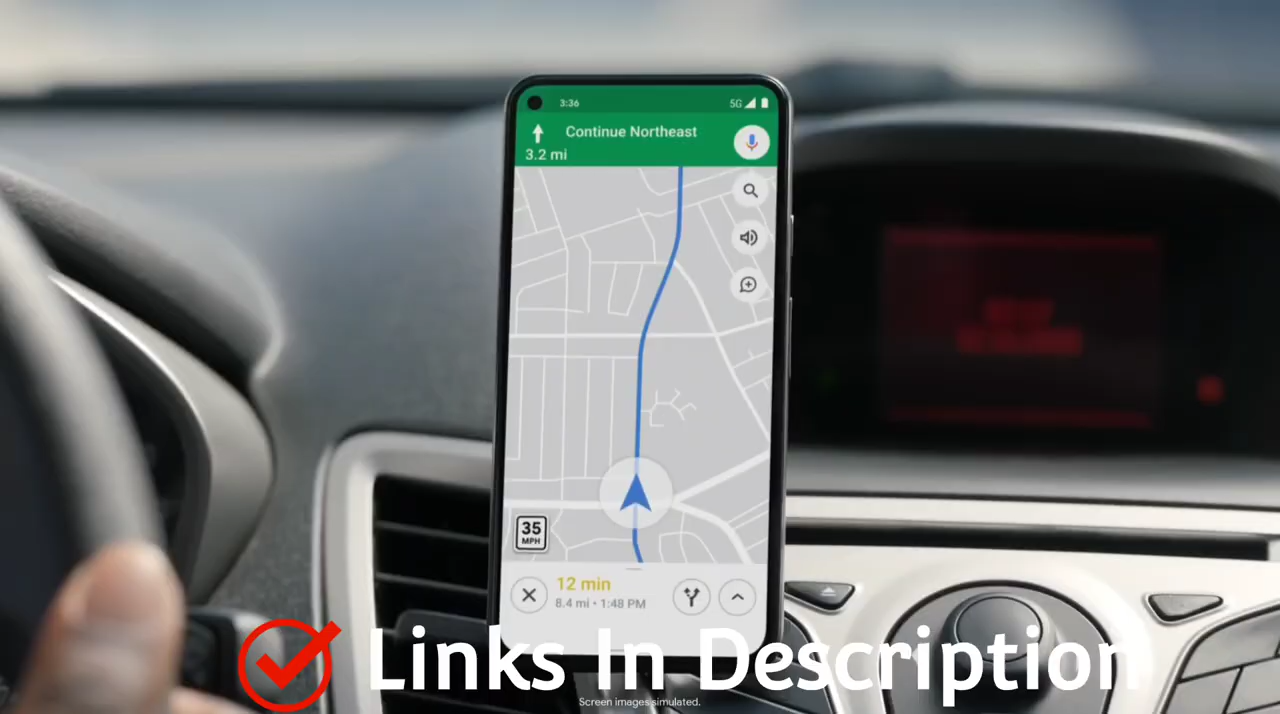 3:36
5G
Continue Northeast
3.2 mi
35
MPH
12 min
8.4 mi • 1:48 PM
Links In Description
Screen images simulated.